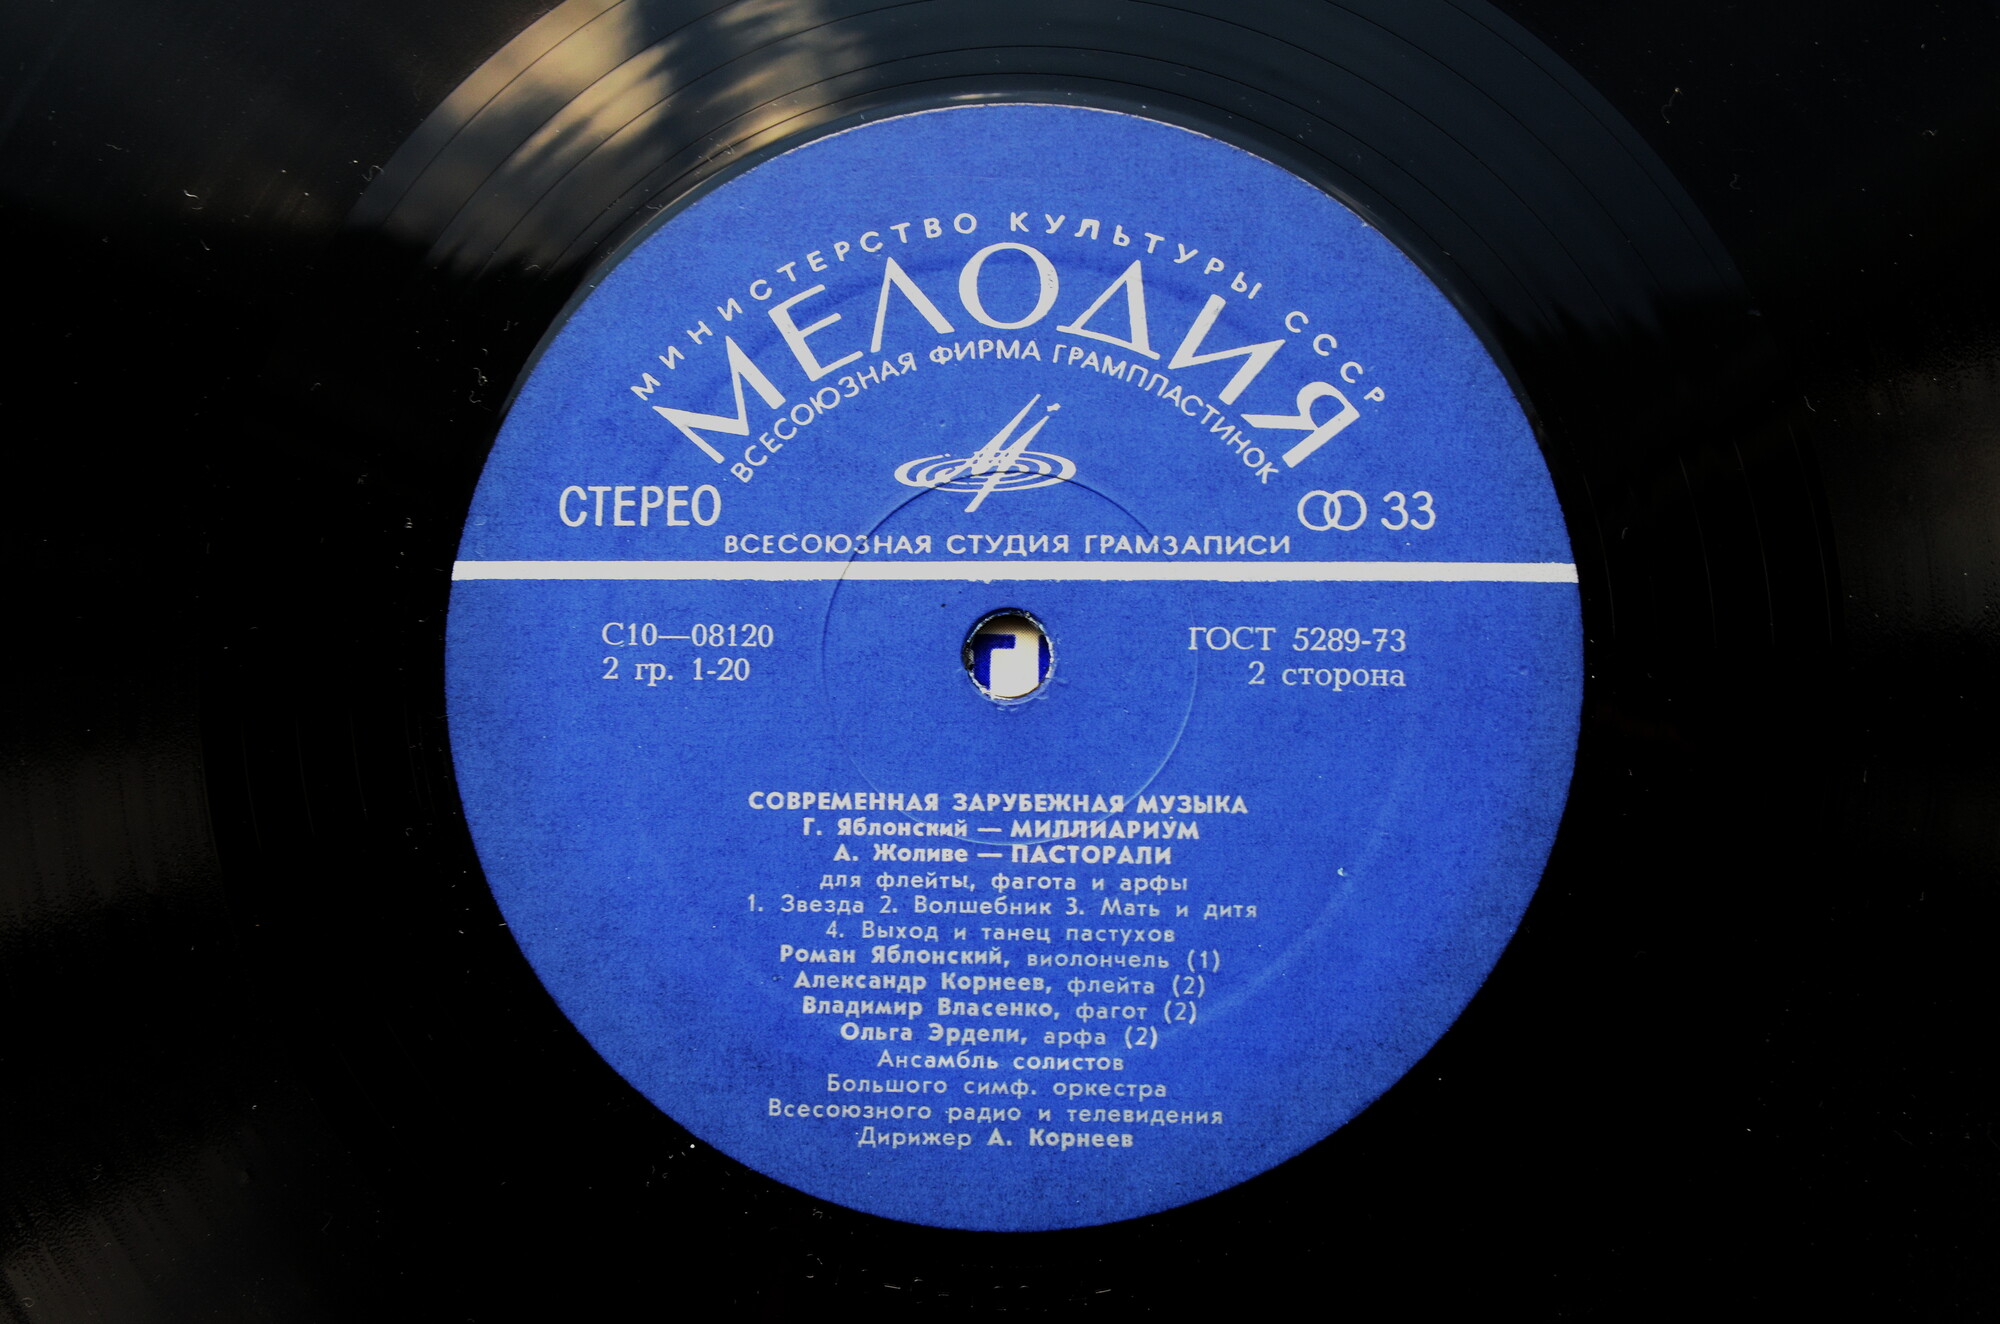 МИНИСТЕРСТВО КУЛЬТУРЫ СССР
МЕЛОДИЯ
ВСЕСОЮЗНАЯ ФИРМА ГРАМПЛАСТИНОК
СТЕРЕО
33
ВСЕСОЮЗНАЯ СТУДИЯ ГРАМЗАПИСИ
С10—08120
ГОСТ 5289-73
2 гр. 1-20
2 сторона
СОВРЕМЕННАЯ ЗАРУБЕЖНАЯ МУЗЫКА
Г. Яблонский — МИЛЛИАРИУМ
А. Жоливе — ПАСТОРАЛИ
для флейты, фагота и арфы
1. Звезда 2. Волшебник 3. Мать и дитя
4. Выход и танец пастухов
Роман Яблонский, виолончель (1)
Александр Корнеев, флейта (2)
Владимир Власенко, фагот (2)
Ольга Эрдели, арфа (2)
Ансамбль солистов
Большого симф. оркестра
Всесоюзного радио и телевидения
Дирижер А. Корнеев